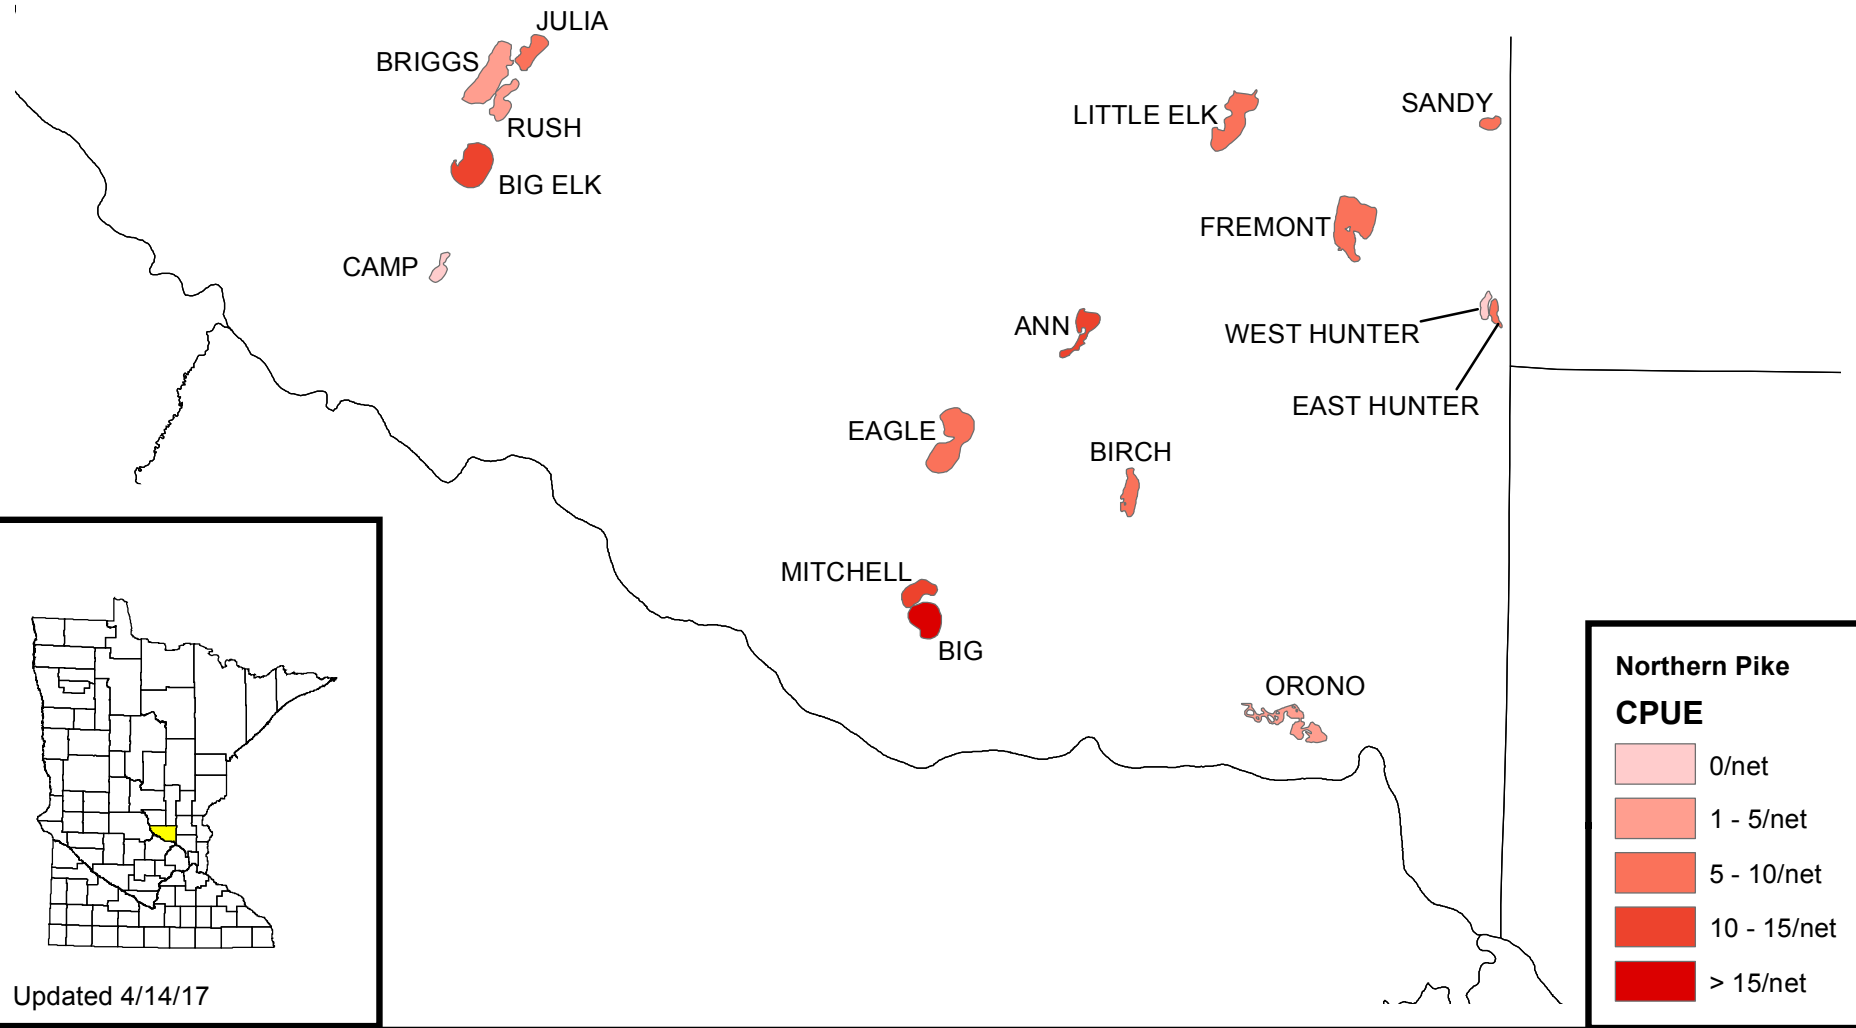 JULIA
BRIGGS
RUSH
BIG ELK
CAMP
LITTLE ELK
SANDY
FREMONT
ANN
WEST HUNTER
EAST HUNTER
EAGLE
BIRCH
MITCHELL
BIG
ORONO
Updated 4/14/17
Northern Pike
CPUE
0/net
1 - 5/net
5 - 10/net
10 - 15/net
> 15/net